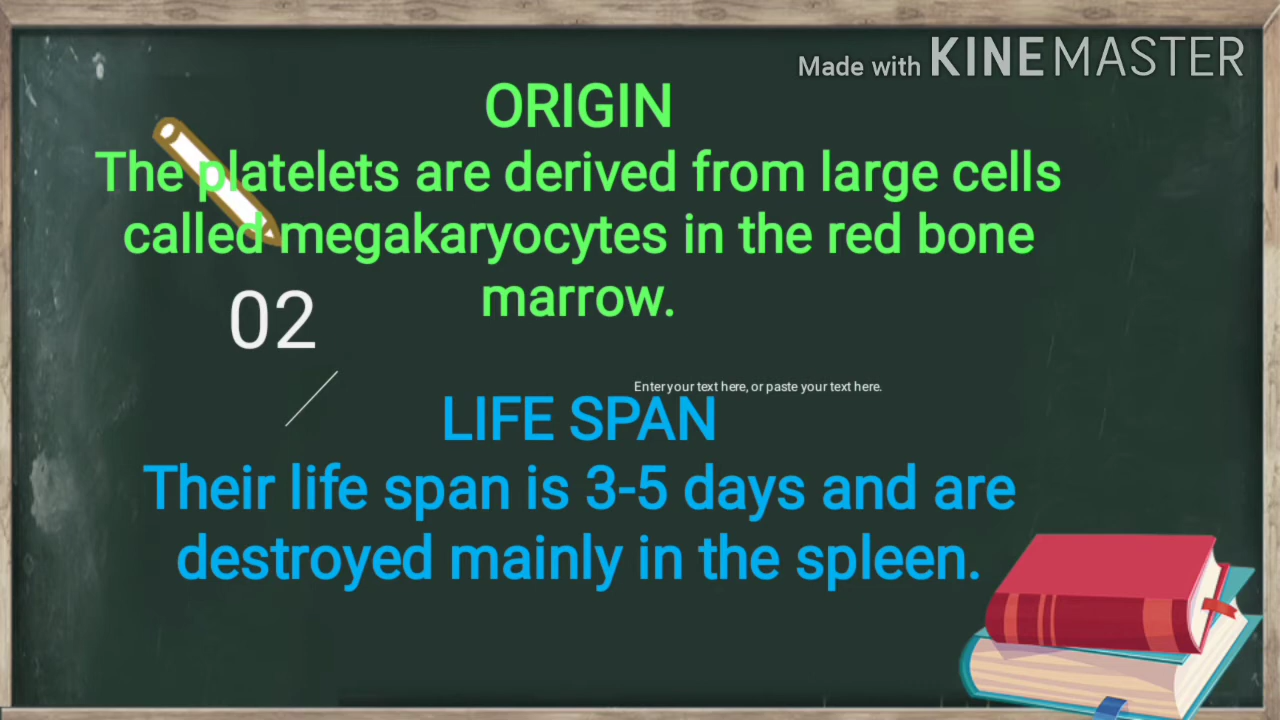 Made with KINEMASTER
ORIGIN
The platelets are derived from large cells
called megakaryocytes in the red bone
marrow.
02
Enter your text here, or paste your text here.
LIFE SPAN
Their life span is 3-5 days and are
destroyed mainly in the spleen.